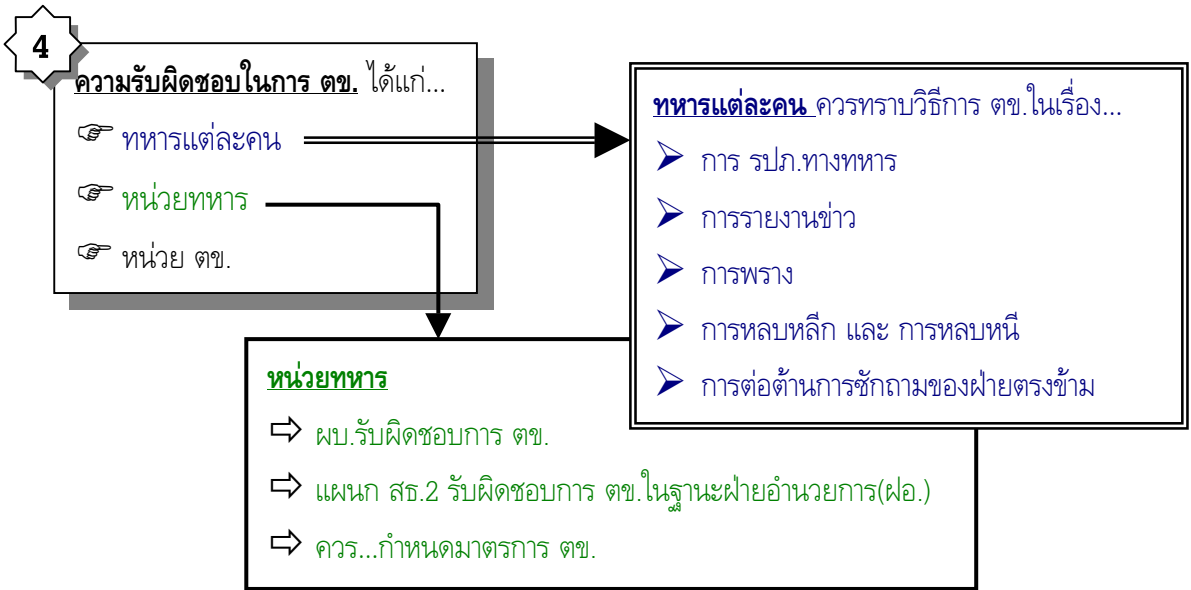 4
ความรับผิดชอบในการ ตข. ได้แก่...
ทหารแต่ละคน
หน่วยทหาร
หน่วย ตข.
ทหารแต่ละคน ควรทราบวิธีการ ตข.ในเรื่อง...
การ รปภ.ทางทหาร
การรายงานข่าว
การพราง
การหลบหลีก และ การหลบหนี
การต่อต้านการซักถามของฝ่ายตรงข้าม
หน่วยทหาร
ผบ.รับผิดชอบการ ตข.
แผนก สธ.2 รับผิดชอบการ ตข.ในฐานะฝ่ายอำนวยการ(ฝอ.)
ควร...กำหนดมาตรการ ตข.